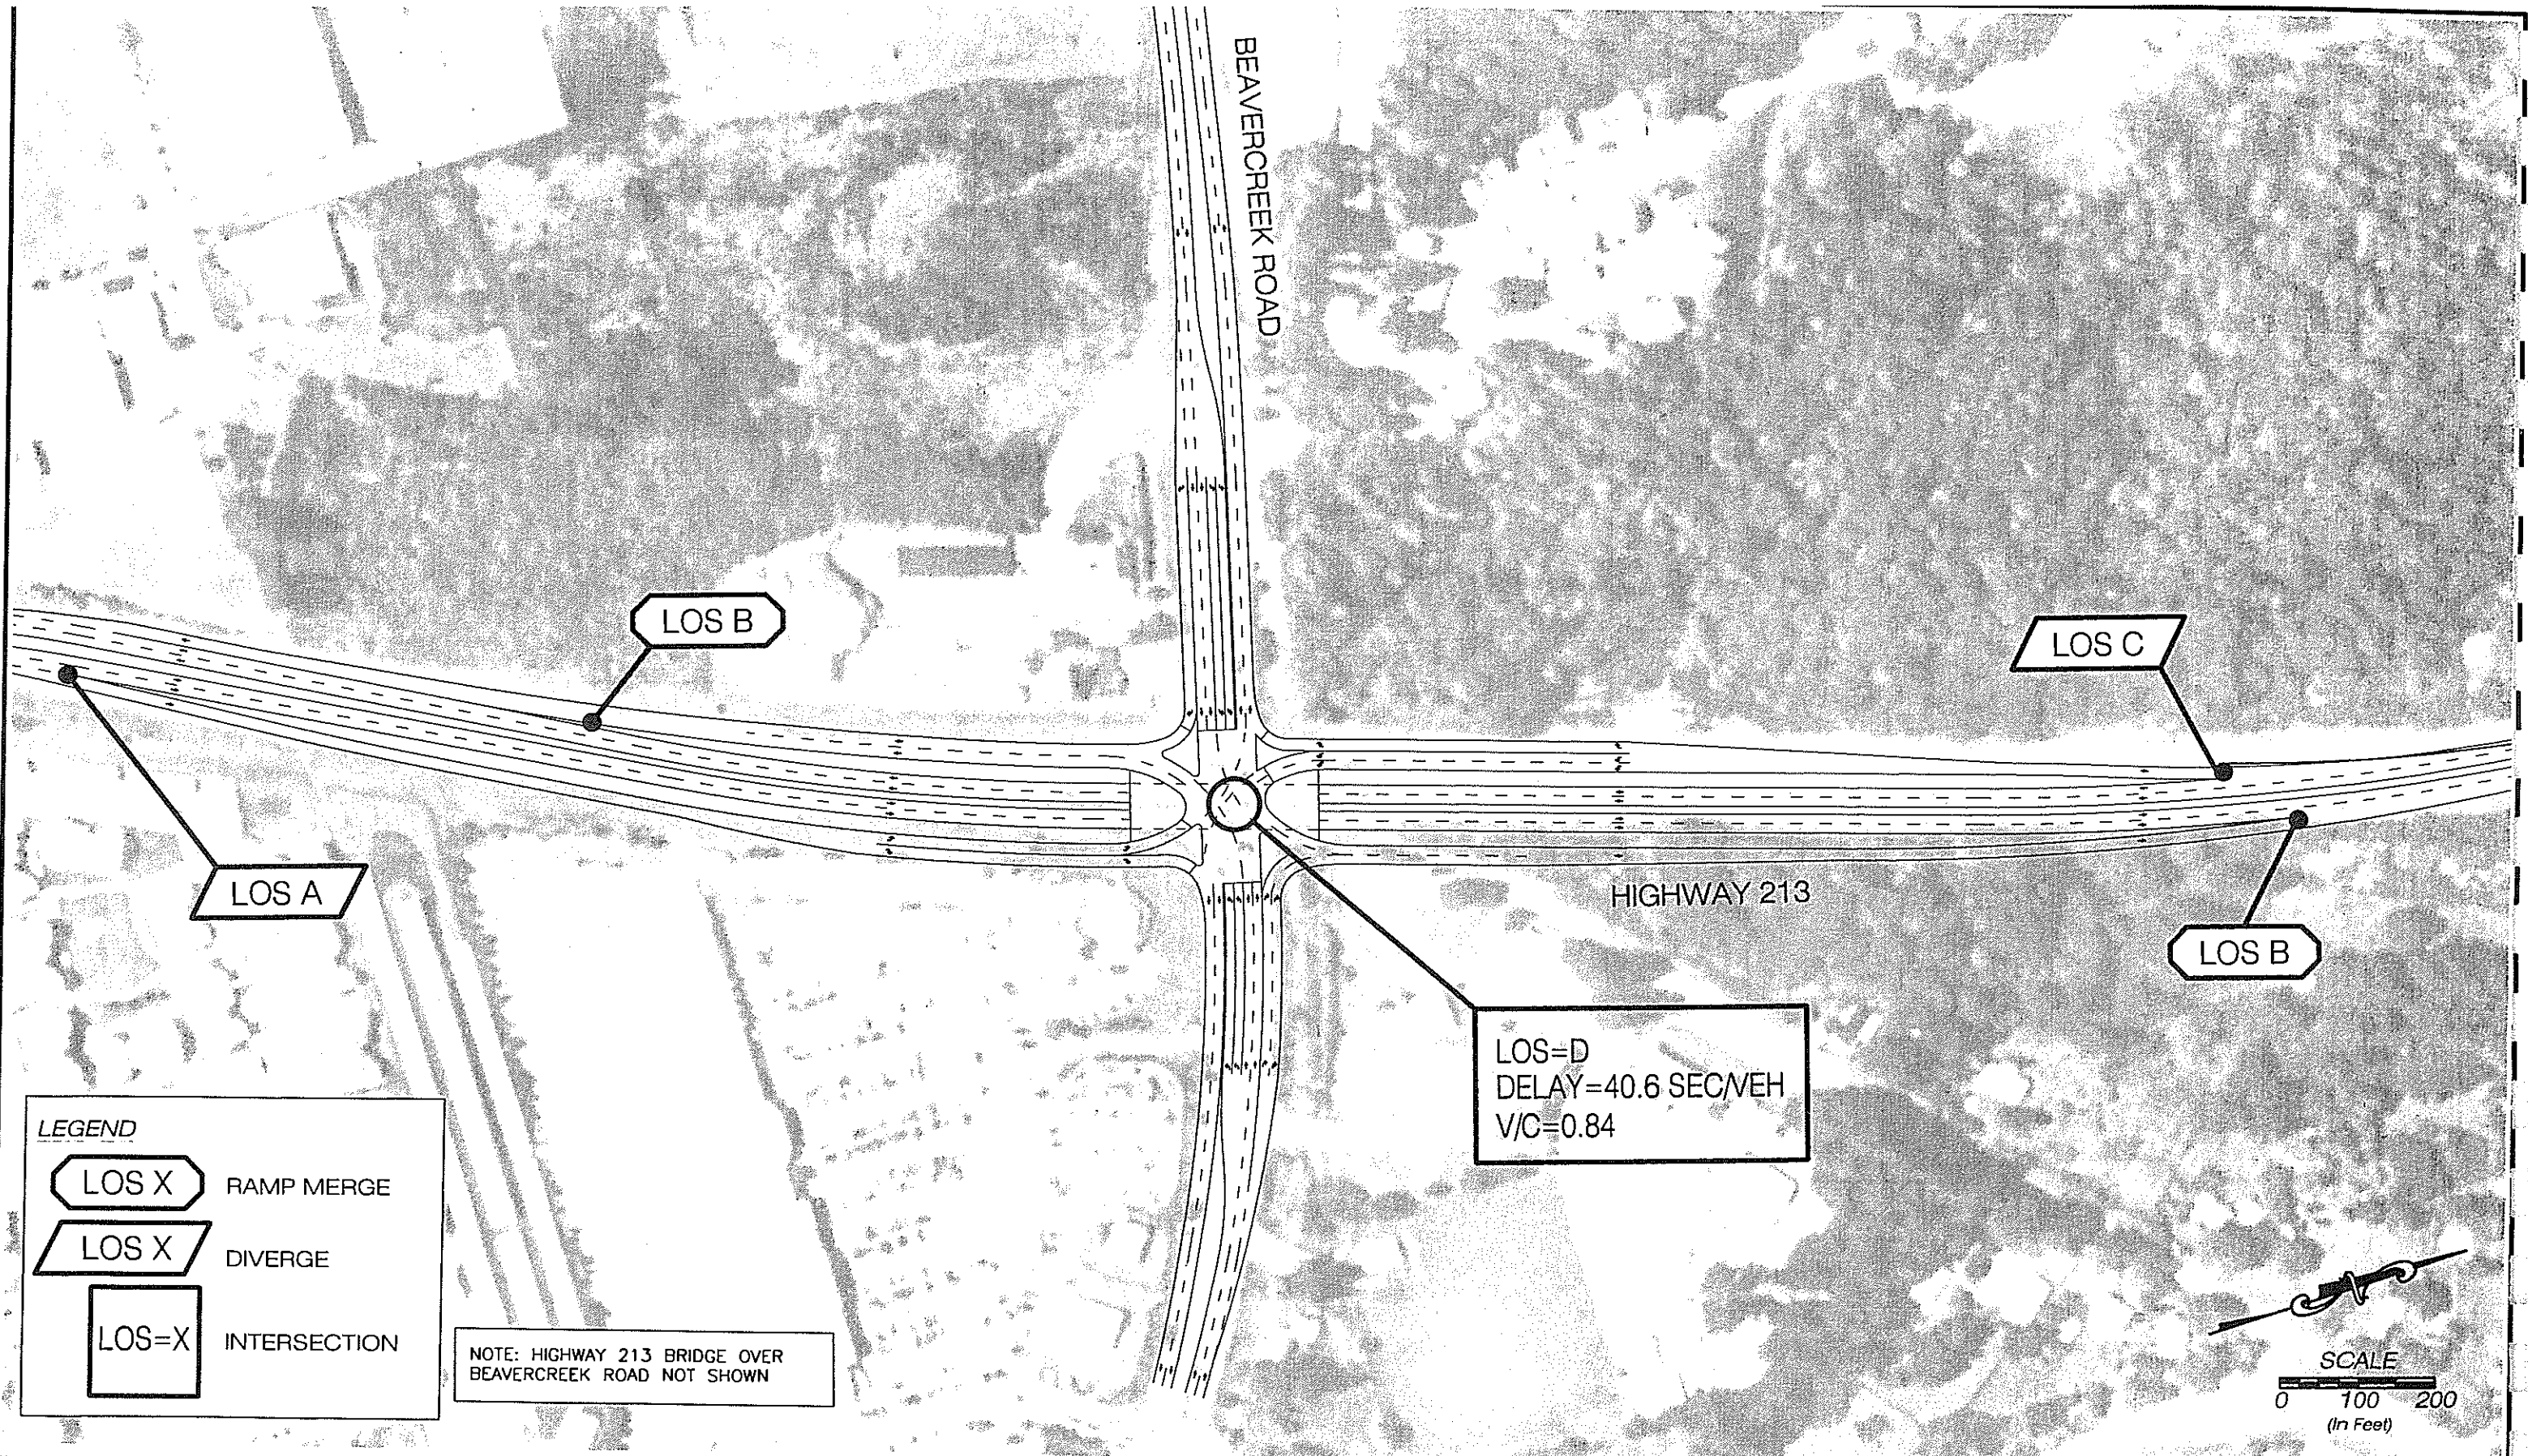 BEAVERCREEK ROAD
LOS B
LOS C
LOS A
HIGHWAY 213
LOS B
LOS=D
DELAY=40.6 SEC/VEH
V/C=0.84
LEGEND
LOS X RAMP MERGE
LOS X DIVERGE
LOS=X INTERSECTION
NOTE: HIGHWAY 213 BRIDGE OVER
BEAVERCREEK ROAD NOT SHOWN
SCALE
0 100 200
(In Feet)